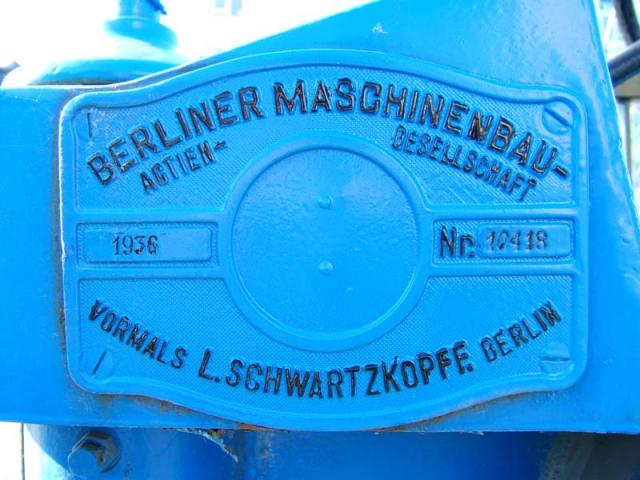 BERLINER MASCHINENBAU-
ACTIEN- GESELLSCHAFT
1936 Nr. 10418
VORMALS L. SCHWARTZKOPFF. BERLIN